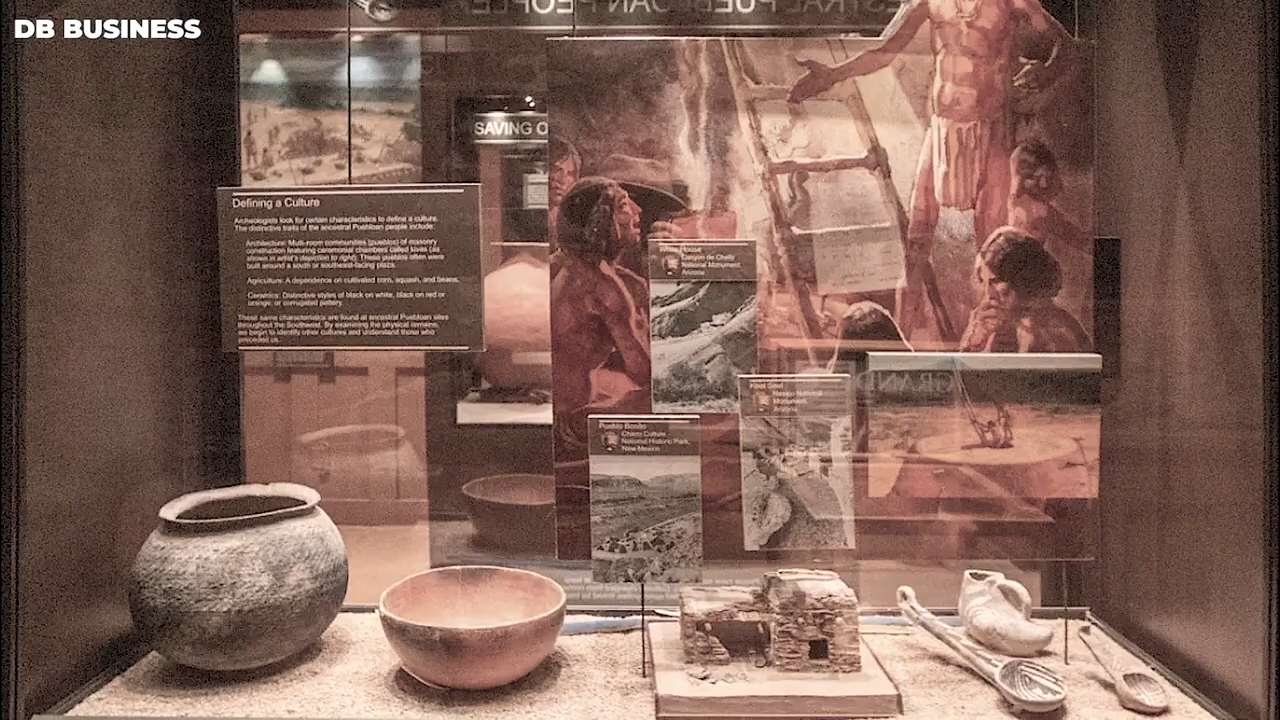 DB BUSINESS
ESTRAL PUEBLOAN PEOPLE
SAVING O
Defining a Culture
Archeologists look for certain characteristics to define a culture.
The distinctive traits of the ancestral Puebloan people include:
Architecture: Multi-room communities (pueblos) of masonry
construction featuring ceremonial chambers called kivas (as
shown in artist's depiction to right). These pueblos often were
built around a south or southeast-facing plaza.
Agriculture: A dependence on cultivated corn, squash, and beans.
Ceramics: Distinctive styles of black on white, black on red or
orange, or corrugated pottery.
These same characteristics are found at ancestral Puebloan sites
throughout the Southwest. By examining the physical remains,
we begin to identify other cultures and understand those who
preceded us.
White House
Canyon de Chelly
National Monument,
Arizona
Keet Seel
Navajo National
Monument,
Arizona
GRAND
Pueblo Bonito
Chaco Culture
National Historic Park,
New Mexico